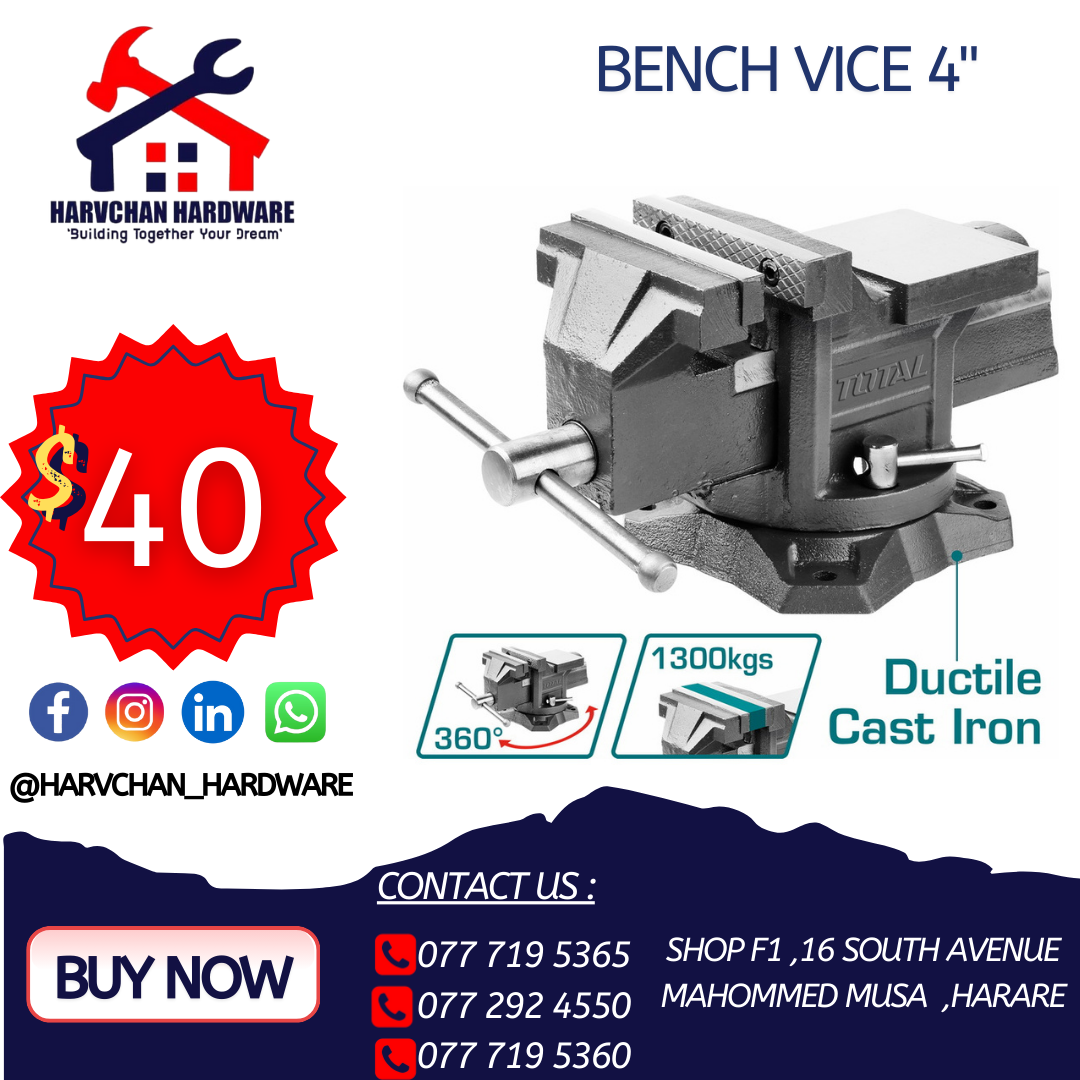 HARVCHAN HARDWARE
'Building Together Your Dream'
BENCH VICE 4"
$40
TOTAL
360°
1300kgs
Ductile
Cast Iron
@HARVCHAN_HARDWARE
CONTACT US :
077 719 5365
077 292 4550
077 719 5360
BUY NOW
SHOP F1 ,16 SOUTH AVENUE
MAHOMMED MUSA ,HARARE